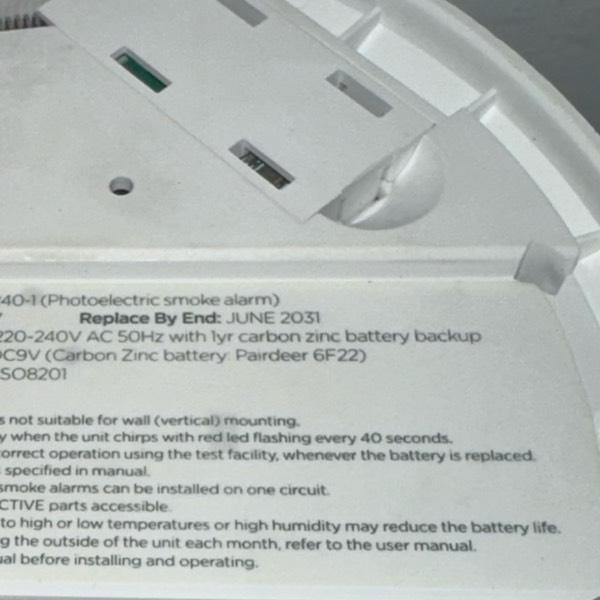 40-1 (Photoelectric smoke alarm)
Replace By End: JUNE 2031
220-240V AC 50Hz with 1yr carbon zinc battery backup
C9V (Carbon Zinc battery: Pairdeer 6F22)
SO8201
s not suitable for wall (vertical) mounting.
y when the unit chirps with red led flashing every 40 seconds.
orrect operation using the test facility, whenever the battery is replaced.
specified in manual.
smoke alarms can be installed on one circuit.
CTIVE parts accessible.
to high or low temperatures or high humidity may reduce the battery life.
g the outside of the unit each month, refer to the user manual.
ual before installing and operating.